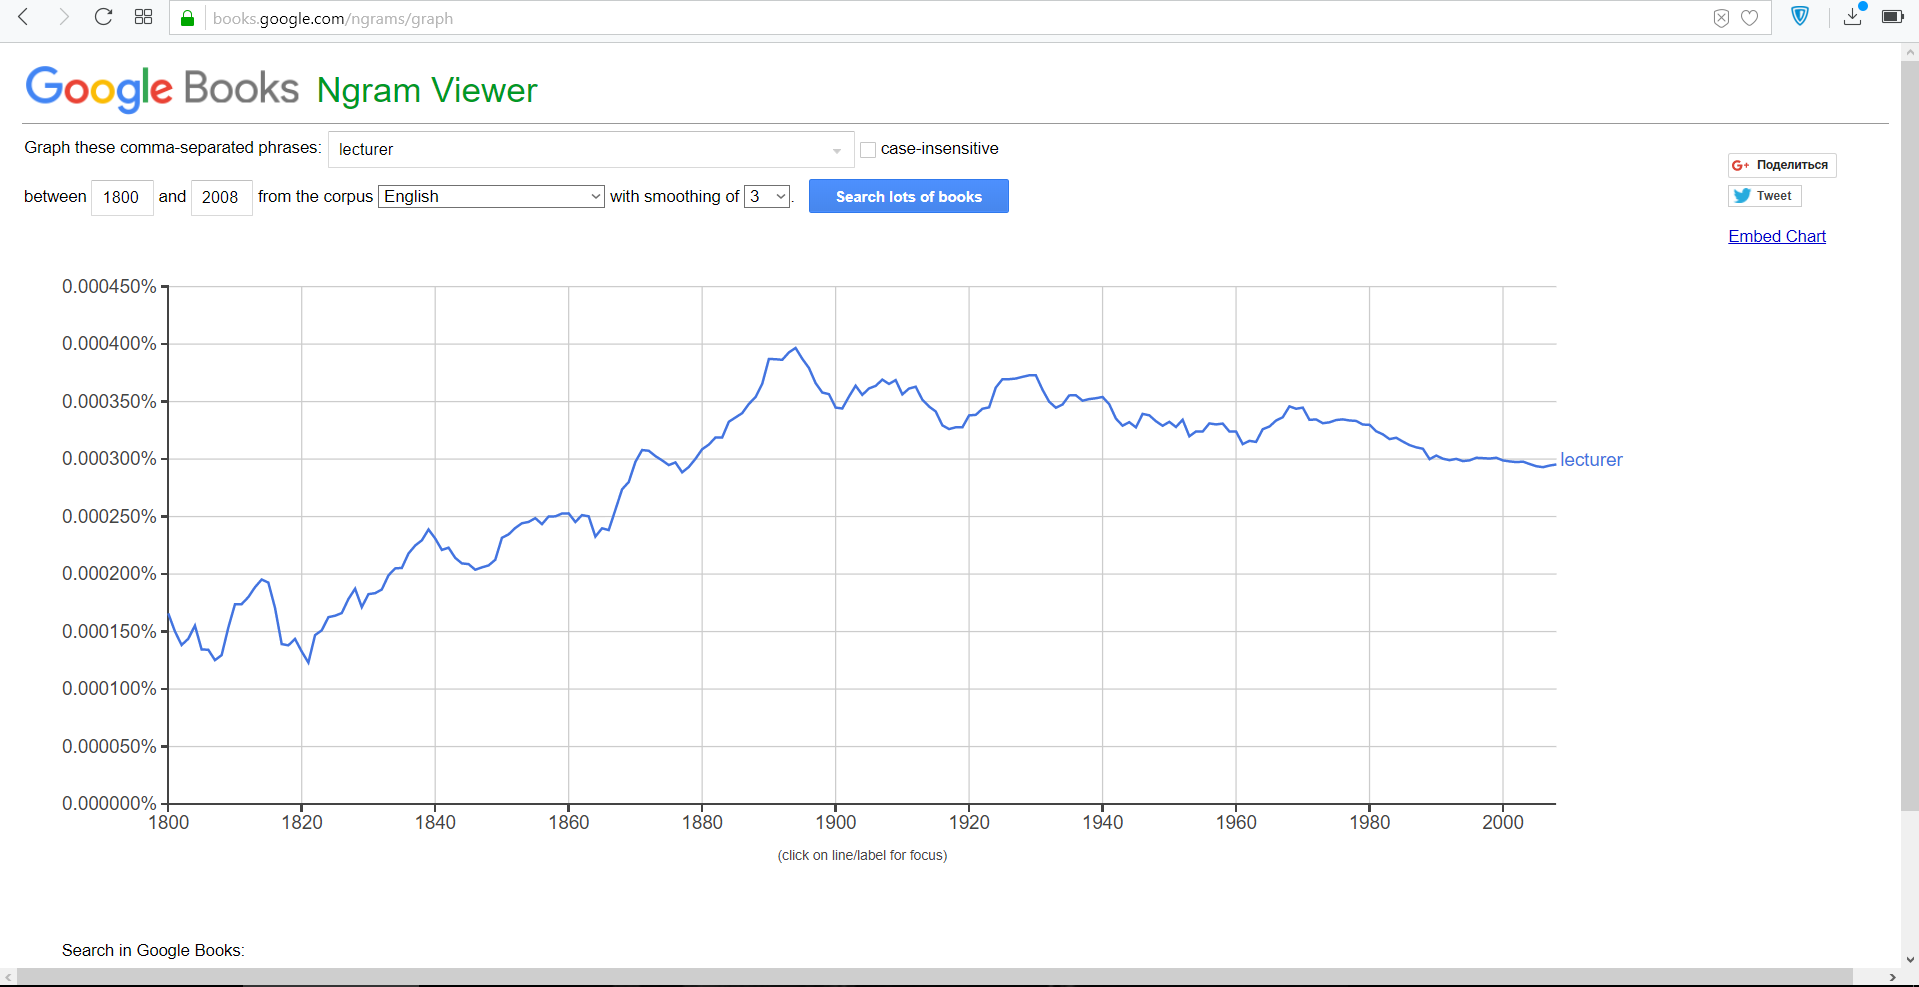 books.google.com/ngrams/graph
Google Books Ngram Viewer
Graph these comma-separated phrases: lecturer case-insensitive
between 1800 and 2008 from the corpus English with smoothing of 3 . Search lots of books
G+ Поделиться
Tweet
Embed Chart
0.000450%
0.000400%
0.000350%
0.000300%
0.000250%
0.000200%
0.000150%
0.000100%
0.000050%
0.000000%
lecturer
1800 1820 1840 1860 1880 1900 1920 1940 1960 1980 2000
(click on line/label for focus)
Search in Google Books: